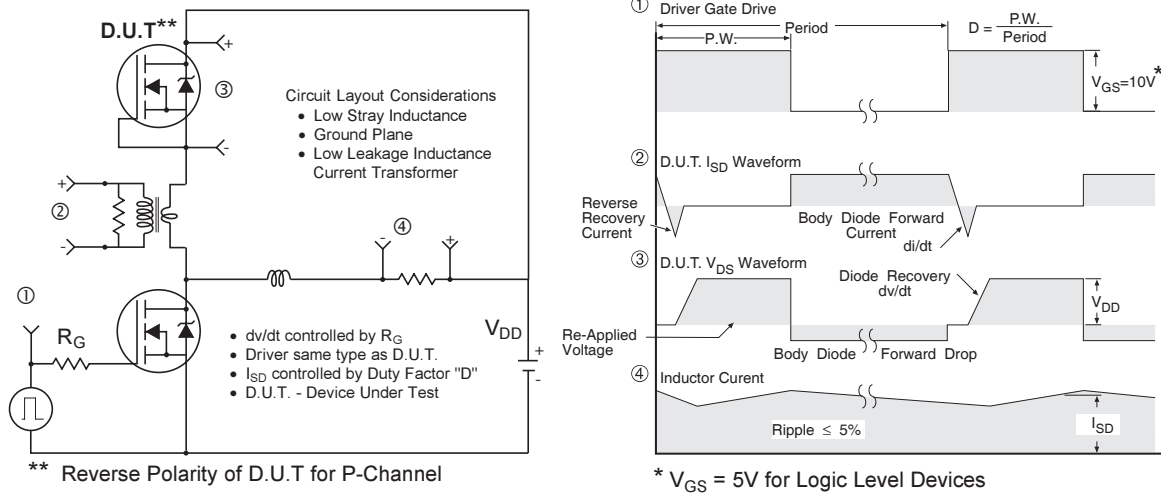 D.U.T**
+
③
-
Circuit Layout Considerations
• Low Stray Inductance
• Ground Plane
• Low Leakage Inductance
Current Transformer
+
②
-
④
- +
①
R_G
V_DD
+
-
• dv/dt controlled by R_G
• Driver same type as D.U.T.
• I_SD controlled by Duty Factor "D"
• D.U.T. - Device Under Test
** Reverse Polarity of D.U.T for P-Channel
① Driver Gate Drive
P.W.
Period
D = P.W.
Period
V_GS=10V*
② D.U.T. I_SD Waveform
Reverse
Recovery
Current
Body Diode Forward
Current
di/dt
③ D.U.T. V_DS Waveform
Diode Recovery
dv/dt
V_DD
Re-Applied
Voltage
Body Diode Forward Drop
④ Inductor Curent
Ripple ≤ 5%
I_SD
* V_GS = 5V for Logic Level Devices